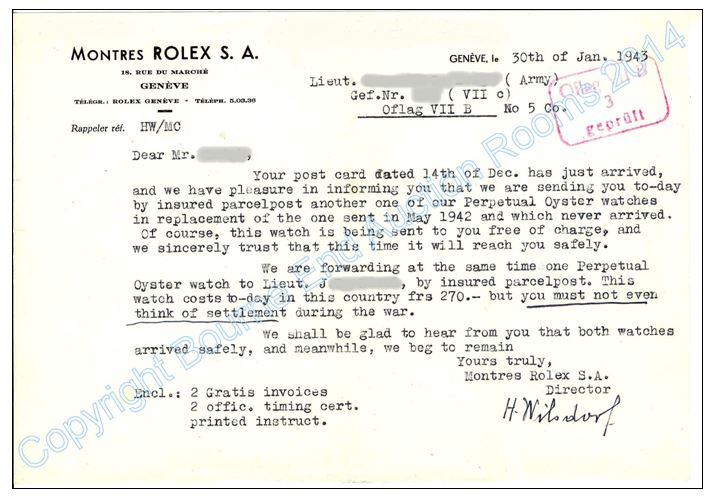 MONTRES ROLEX S. A.
18. RUE DU MARCHÉ
GENÈVE
TÉLÉGR.: ROLEX GENÈVE - TÉLÉPH. 5.03.36
Rappeler réf. HW/MC
GENÈVE, le 30th of Jan. 1943
Lieut. ( Army)
Gef.Nr. ( VII c)
Oflag VII B No 5 Co.
Oflag VII B
3
geprüft
Dear Mr. ,
Your post card dated 14th of Dec. has just arrived,
and we have pleasure in informing you that we are sending you to-day
by insured parcelpost another one of our Perpetual Oyster watches
in replacement of the one sent in May 1942 and which never arrived.
Of course, this watch is being sent to you free of charge, and
we sincerely trust that this time it will reach you safely.
We are forwarding at the same time one Perpetual
Oyster watch to Lieut. J , by insured parcelpost. This
watch costs to-day in this country frs 270.- but you must not even
think of settlement during the war.
We shall be glad to hear from you that both watches
arrived safely, and meanwhile, we beg to remain
Yours truly,
Montres Rolex S.A.
Director
H. Wilsdorf
Encl.: 2 Gratis invoices
2 offic. timing cert.
printed instruct.
Copyright Bourne End Auction Rooms 2014